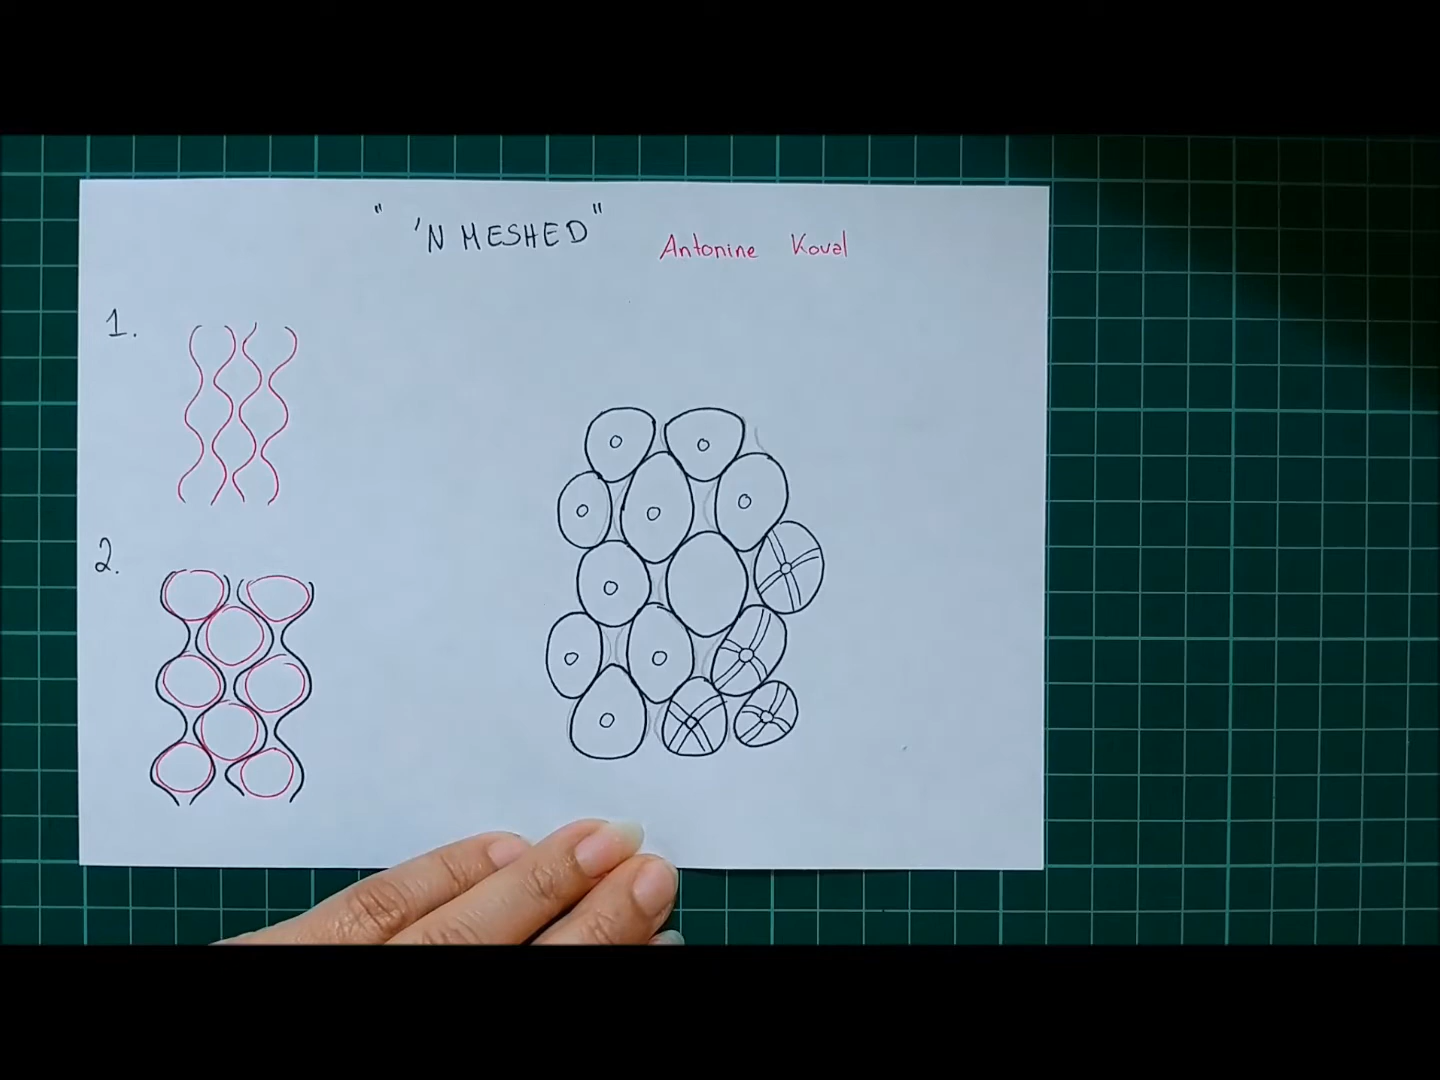 " 'N MESHED "
Antonine Koval
1.
2.